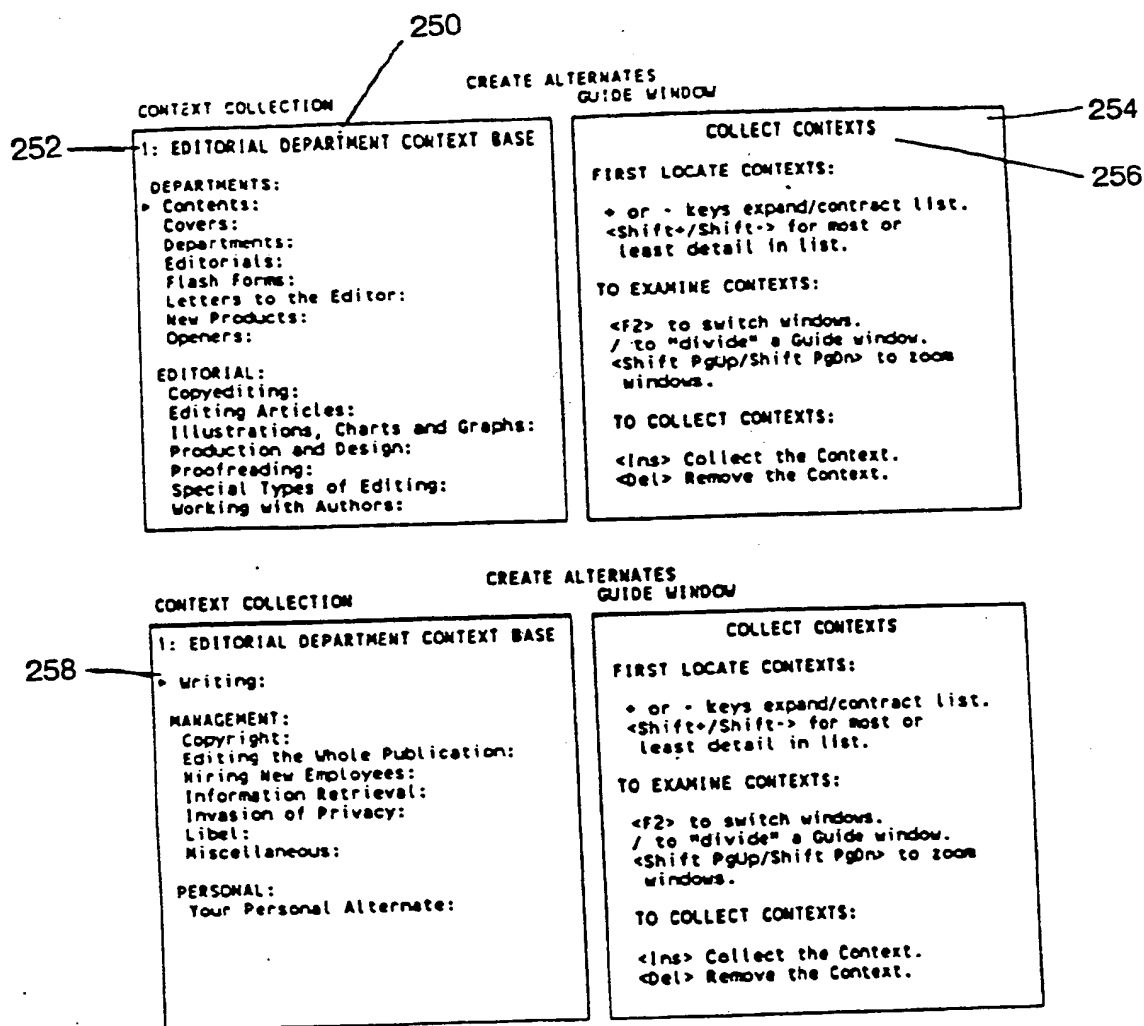 250
CREATE ALTERNATES
CONTEXT COLLECTION
GUIDE WINDOW
252
1: EDITORIAL DEPARTMENT CONTEXT BASE
DEPARTMENTS:
Contents:
Covers:
Departments:
Editorials:
Flash Forms:
Letters to the Editor:
New Products:
Openers:
EDITORIAL:
Copyediting:
Editing Articles:
Illustrations, Charts and Graphs:
Production and Design:
Proofreading:
Special Types of Editing:
Working with Authors:
254
COLLECT CONTEXTS
256
FIRST LOCATE CONTEXTS:
+ or - keys expand/contract list.
<Shift+/Shift-> for most or
least detail in list.
TO EXAMINE CONTEXTS:
<F2> to switch windows.
/ to "divide" a Guide window.
<Shift PgUp/Shift PgDn> to zoom
windows.
TO COLLECT CONTEXTS:
<Ins> Collect the Context.
<Del> Remove the Context.
CREATE ALTERNATES
CONTEXT COLLECTION
GUIDE WINDOW
1: EDITORIAL DEPARTMENT CONTEXT BASE
258
Writing:
MANAGEMENT:
Copyright:
Editing the Whole Publication:
Hiring New Employees:
Information Retrieval:
Invasion of Privacy:
Libel:
Miscellaneous:
PERSONAL:
Your Personal Alternate:
COLLECT CONTEXTS
FIRST LOCATE CONTEXTS:
+ or - keys expand/contract list.
<Shift+/Shift-> for most or
least detail in list.
TO EXAMINE CONTEXTS:
<F2> to switch windows.
/ to "divide" a Guide window.
<Shift PgUp/Shift PgDn> to zoom
windows.
TO COLLECT CONTEXTS:
<Ins> Collect the Context.
<Del> Remove the Context.